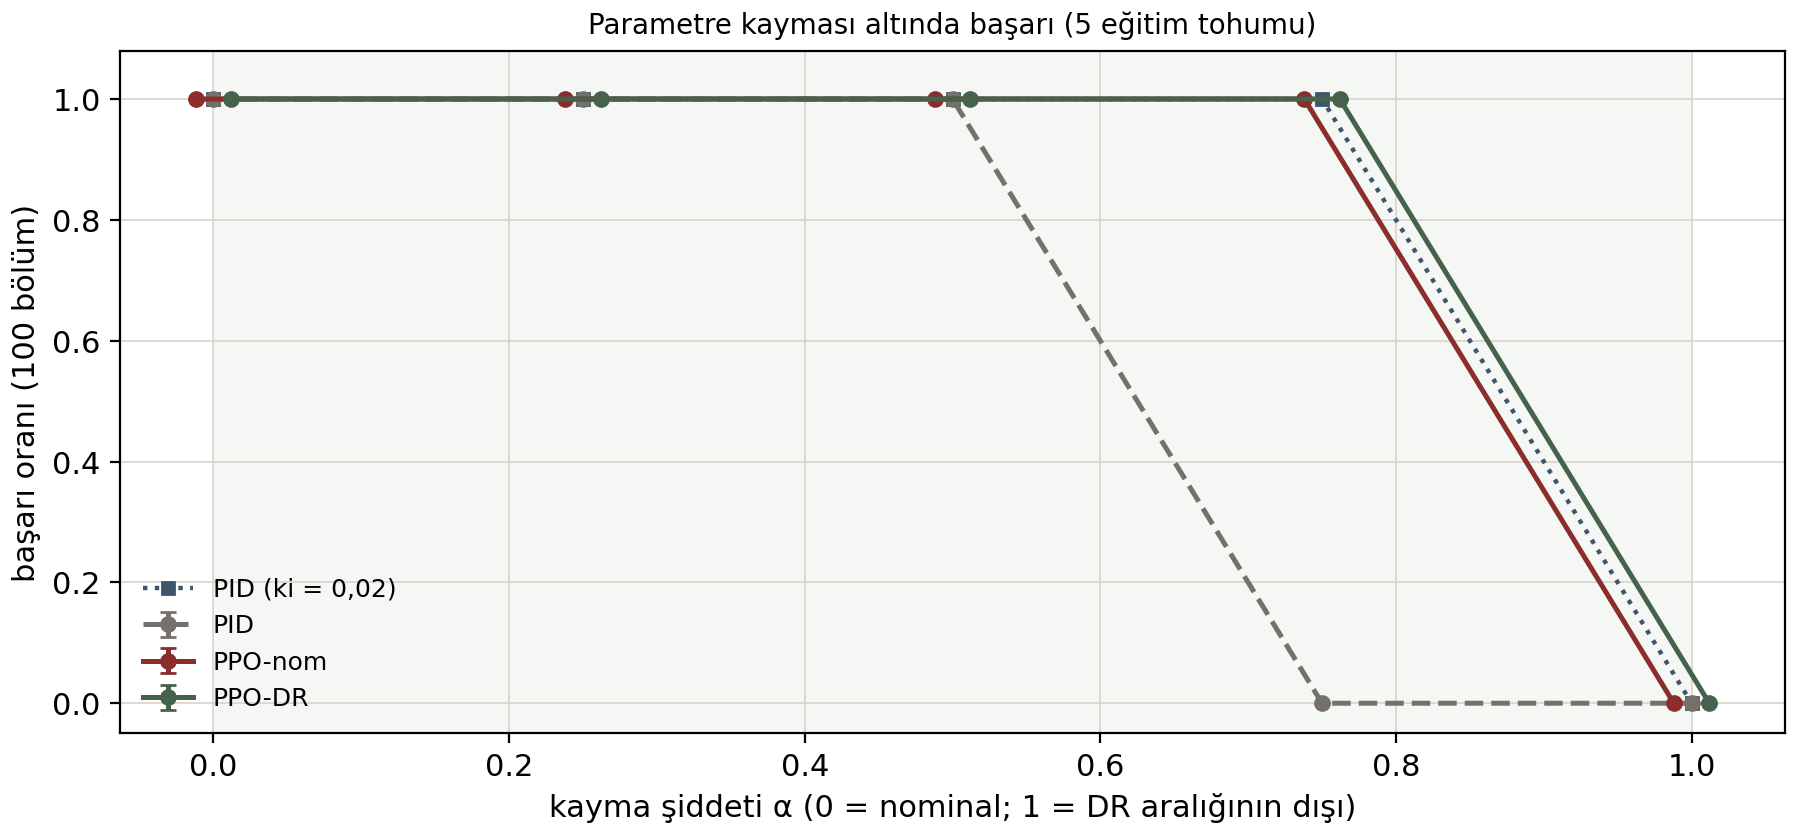 Parametre kayması altında başarı (5 eğitim tohumu)
başarı oranı (100 bölüm)
1.0
0.8
0.6
0.4
0.2
0.0
PID (ki = 0,02)
PID
PPO-nom
PPO-DR
0.0 0.2 0.4 0.6 0.8 1.0
kayma şiddeti α (0 = nominal; 1 = DR aralığının dışı)